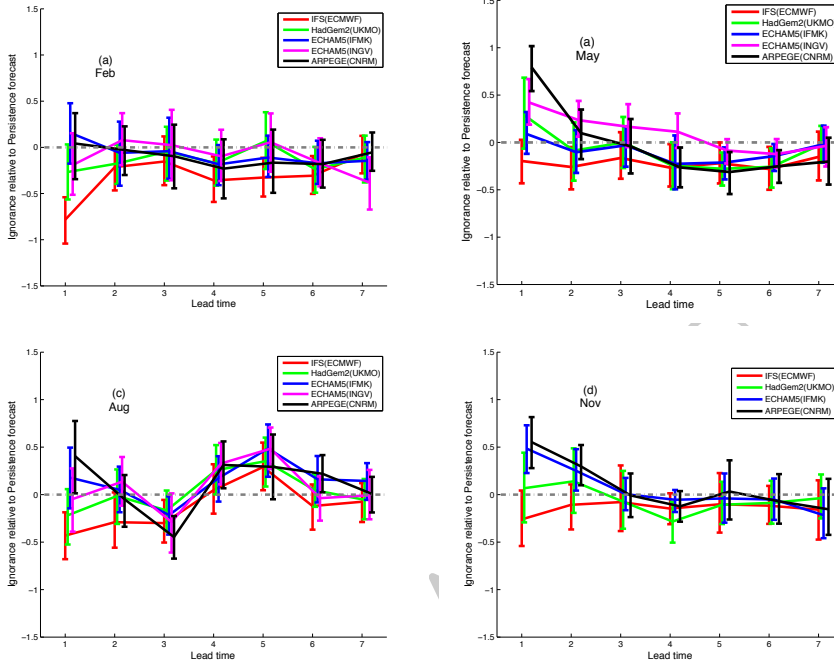 (a)
Feb
IFS(ECMWF)
HadGem2(UKMO)
ECHAM5(IFMK)
ECHAM5(INGV)
ARPEGE(CNRM)
Ignorance relative to Persistence forecast
1.5
1
0.5
0
−0.5
−1
−1.5
1 2 3 4 5 6 7
Lead time
(a)
May
IFS(ECMWF)
HadGem2(UKMO)
ECHAM5(IFMK)
ECHAM5(INGV)
ARPEGE(CNRM)
Ignorance relative to Persistence forecast
1
0.5
0
−0.5
−1
−1.5
1 2 3 4 5 6 7
Lead time
(c)
Aug
IFS(ECMWF)
HadGem2(UKMO)
ECHAM5(IFMK)
ECHAM5(INGV)
ARPEGE(CNRM)
Ignorance relative to Persistence forecast
1.5
1
0.5
0
−0.5
−1
−1.5
1 2 3 4 5 6 7
Lead time
(d)
Nov
IFS(ECMWF)
HadGem2(UKMO)
ECHAM5(IFMK)
ARPEGE(CNRM)
Ignorance relative to Persistence forecast
1.5
1
0.5
0
−0.5
−1
−1.5
1 2 3 4 5 6 7
Lead time